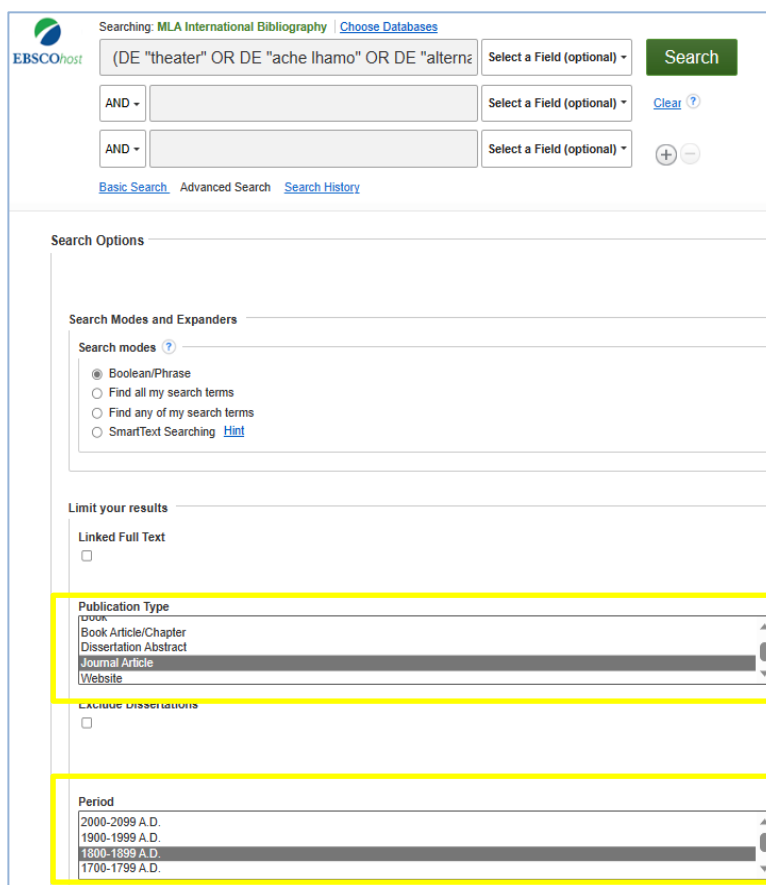 Searching: MLA International Bibliography Choose Databases
EBSCOhost
(DE "theater" OR DE "ache lhamo" OR DE "alterna Select a Field (optional) Search
AND Select a Field (optional) Clear ?
AND Select a Field (optional)
Basic Search Advanced Search Search History
Search Options
Search Modes and Expanders
Search modes ?
Boolean/Phrase
Find all my search terms
Find any of my search terms
SmartText Searching Hint
Limit your results
Linked Full Text
Publication Type
Book
Book Article/Chapter
Dissertation Abstract
Journal Article
Website
Exclude Dissertations
Period
2000-2099 A.D.
1900-1999 A.D.
1800-1899 A.D.
1700-1799 A.D.